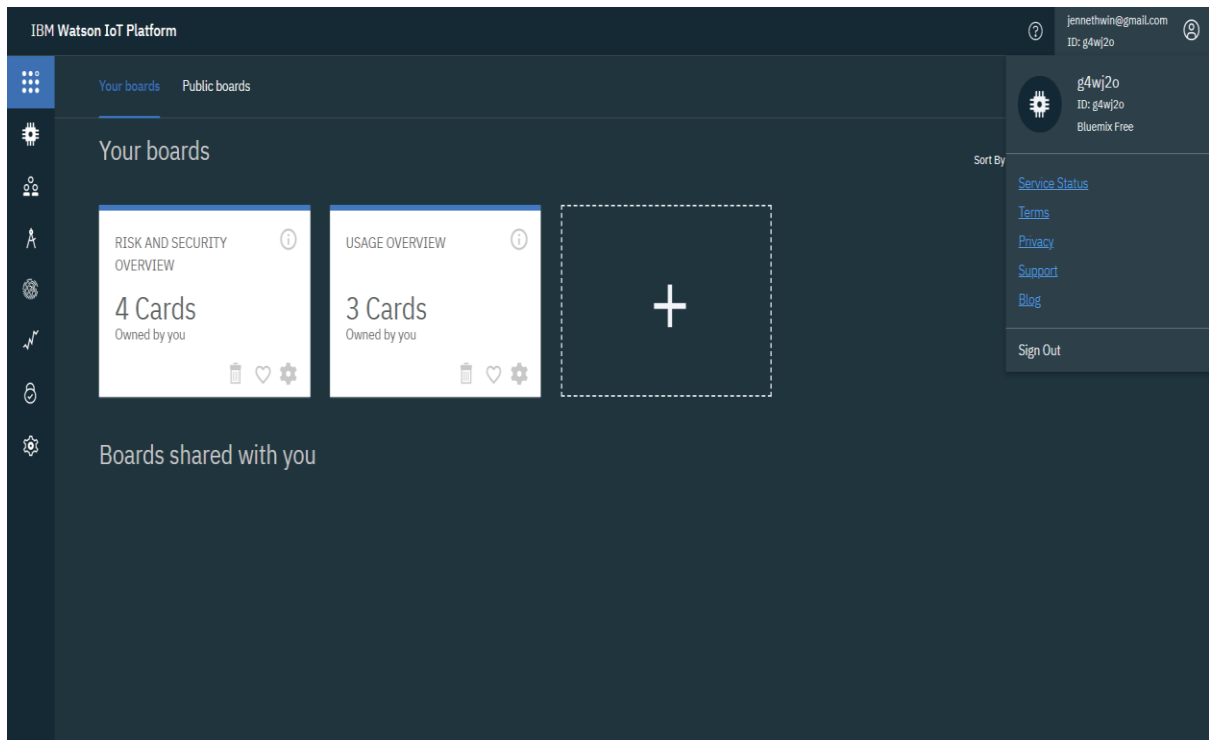 IBM Watson IoT Platform
jennethwin@gmail.com
ID: g4wj2o
Your boards
Public boards
g4wj2o
ID: g4wj2o
Bluemix Free
Your boards
Sort By
Service Status
Terms
Privacy
Support
Blog
Sign Out
RISK AND SECURITY
OVERVIEW
4 Cards
Owned by you
USAGE OVERVIEW
3 Cards
Owned by you
Boards shared with you